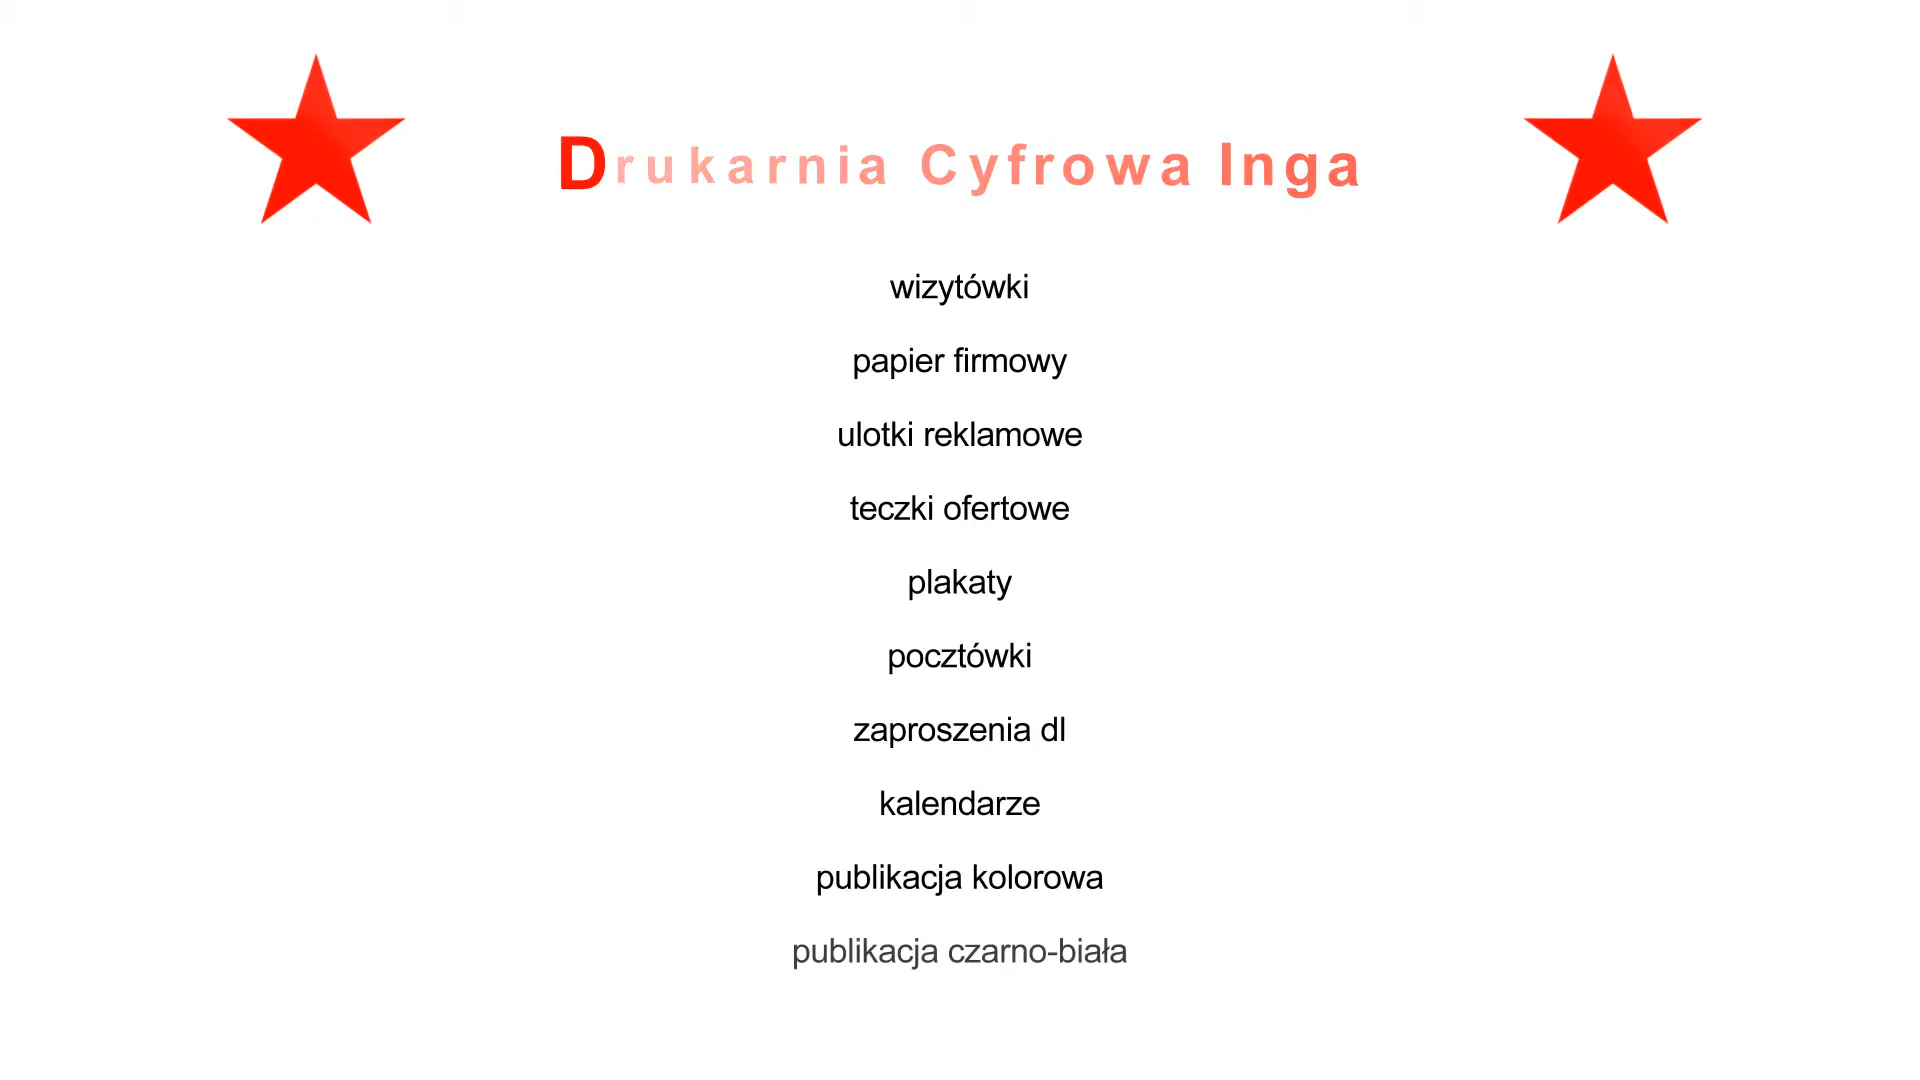 Drukarnia Cyfrowa Inga
wizytówki
papier firmowy
ulotki reklamowe
teczki ofertowe
plakaty
pocztówki
zaproszenia dl
kalendarze
publikacja kolorowa
publikacja czarno-biała